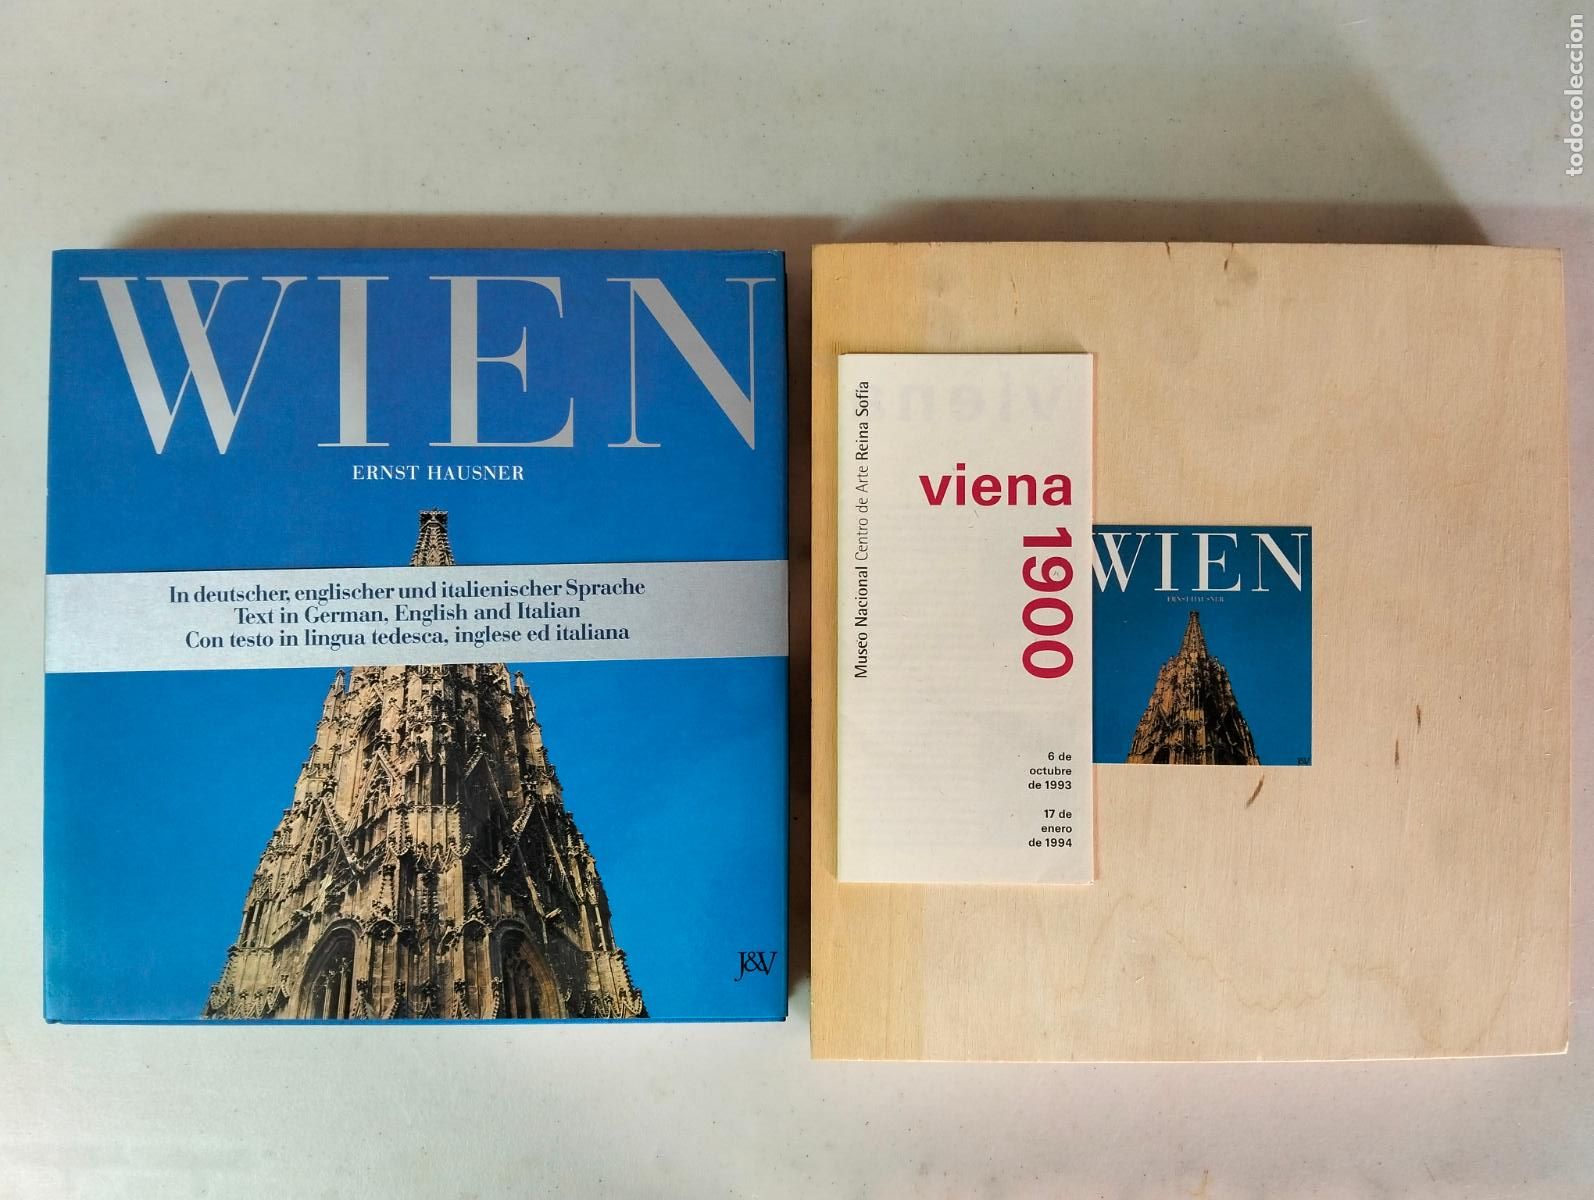 WIEN
ERNST HAUSNER
In deutscher, englischer und italienischer Sprache
Text in German, English and Italian
Con testo in lingua tedesca, inglese ed italiana
J&V
Museo Nacional Centro de Arte Reina Sofía
viena
1900
6 de
octubre
de 1993
17 de
enero
de 1994
WIEN
ERNST HAUSNER
J&V
todocoleccion